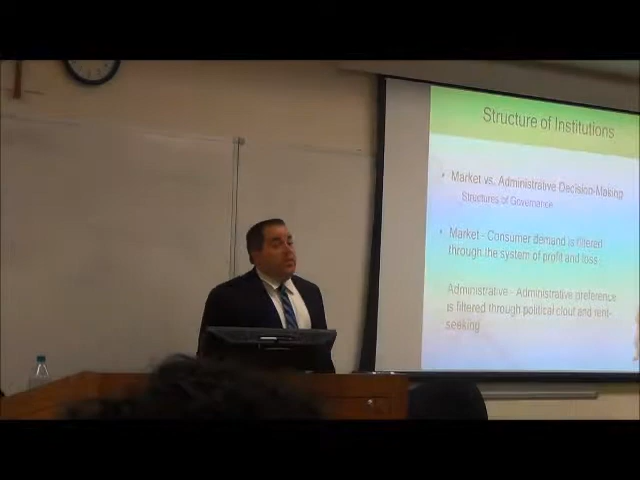 Structure of Institutions
• Market vs. Administrative Decision-Making
Structures of Governance
• Market - Consumer demand is filtered
through the system of profit and loss
Administrative - Administrative preference
is filtered through political clout and rent-
seeking